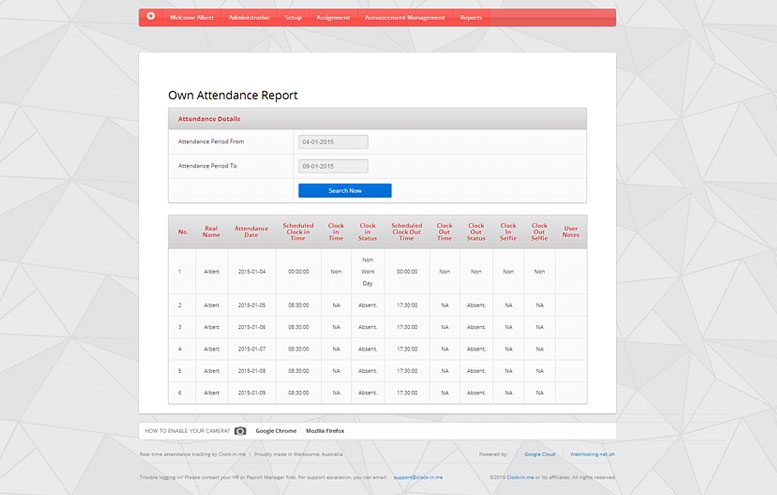 Welcome Albert Administrative Setup Assignment Annoucement Management Reports
Own Attendance Report
Attendance Details
Attendance Period From 04-01-2015
Attendance Period To 09-01-2015
Search Now
No. Real Name Attendance Date Scheduled Clock in Time Clock in Time Clock in Status Scheduled Clock Out Time Clock Out Time Clock Out Status Clock In Selfie Clock Out Selfie User Notes
1 Albert 2015-01-04 00:00:00 Non Non Work Day 00:00:00 Non Non Non Non
2 Albert 2015-01-05 08:30:00 NA Absent. 17:30:00 NA Absent. NA NA
3 Albert 2015-01-06 08:30:00 NA Absent. 17:30:00 NA Absent. NA NA
4 Albert 2015-01-07 08:30:00 NA Absent. 17:30:00 NA Absent. NA NA
5 Albert 2015-01-08 08:30:00 NA Absent. 17:30:00 NA Absent. NA NA
6 Albert 2015-01-09 08:30:00 NA Absent. 17:30:00 NA Absent. NA NA
HOW TO ENABLE YOUR CAMERA? Google Chrome Mozilla Firefox
Real time attendance tracking by Clock-in.me | Proudly made in Melbourne, Australia Powered by: Google Cloud | Webhosting.net.ph
Trouble logging in? Please contact your HR or Payroll Manager first. For support escalation, you can email: support@clock-in.me ©2015 Clock-in.me or its affiliates. All rights reserved.